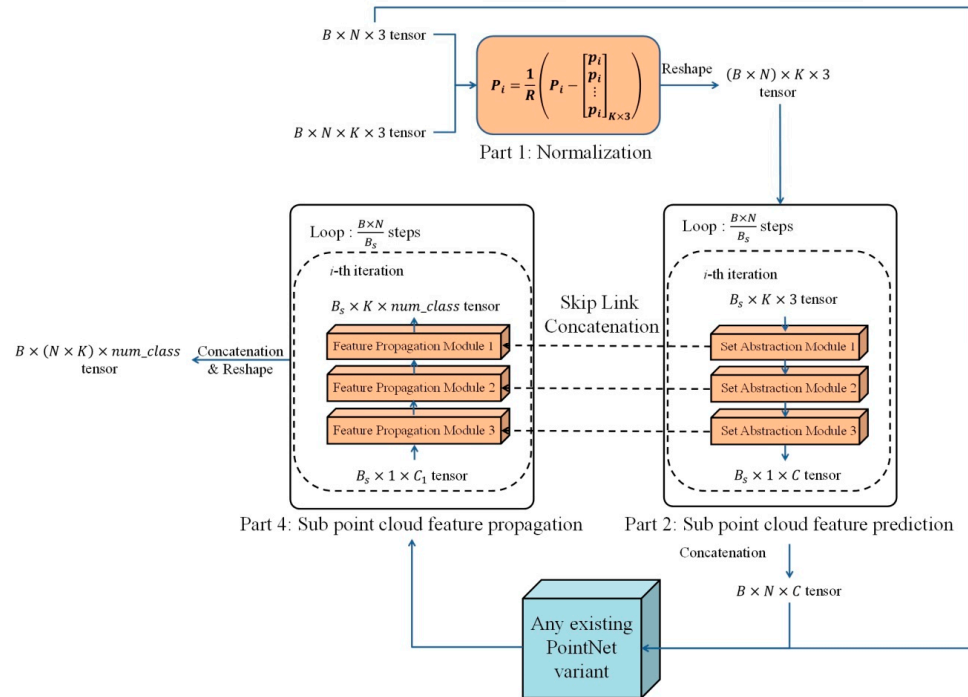 B × N × 3 tensor
B × N × K × 3 tensor
P_i = 1/R (P_i − [p_i p_i ⋮ p_i]_{K×3})
Part 1: Normalization
Reshape
(B × N) × K × 3
tensor
Loop : B×N/B_s steps
i-th iteration
B_s × K × 3 tensor
Set Abstraction Module 1
Set Abstraction Module 2
Set Abstraction Module 3
B_s × 1 × C tensor
Part 2: Sub point cloud feature prediction
Skip Link
Concatenation
Loop : B×N/B_s steps
i-th iteration
B_s × K × num_class tensor
Feature Propagation Module 1
Feature Propagation Module 2
Feature Propagation Module 3
B_s × 1 × C_1 tensor
Part 4: Sub point cloud feature propagation
Concatenation
& Reshape
B × (N × K) × num_class
tensor
Concatenation
B × N × C tensor
Any existing
PointNet
variant